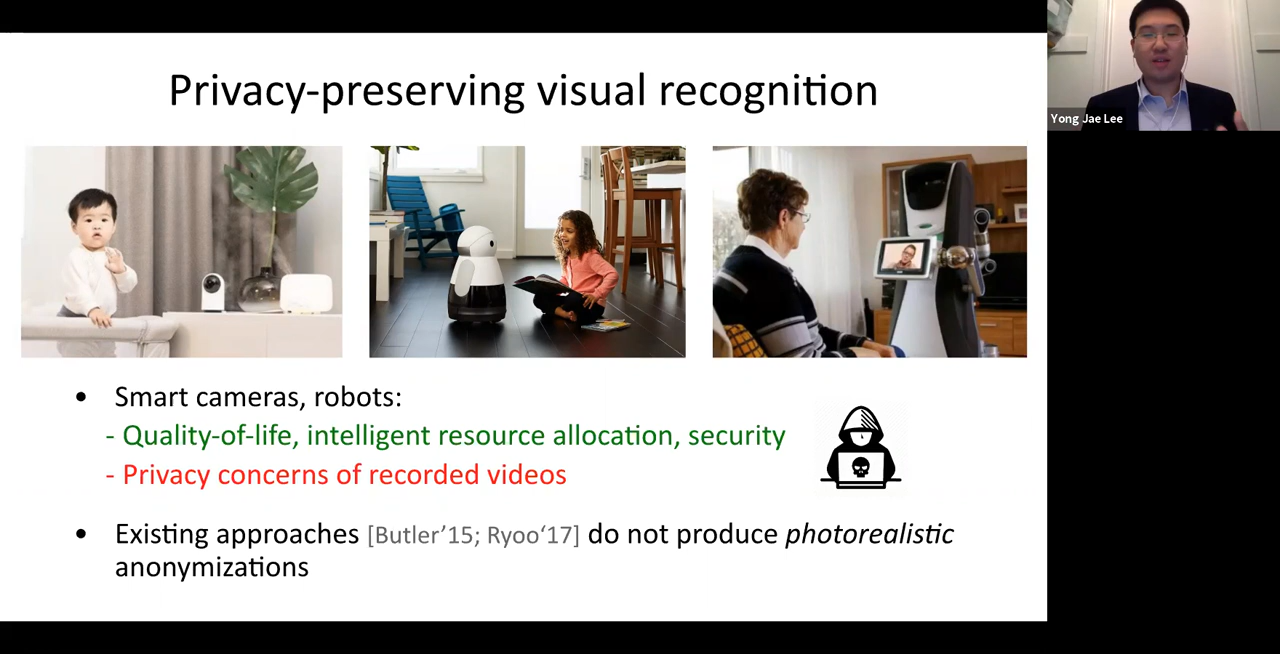 Privacy-preserving visual recognition
Yong Jae Lee
• Smart cameras, robots:
- Quality-of-life, intelligent resource allocation, security
- Privacy concerns of recorded videos
• Existing approaches [Butler’15; Ryoo‘17] do not produce photorealistic
anonymizations